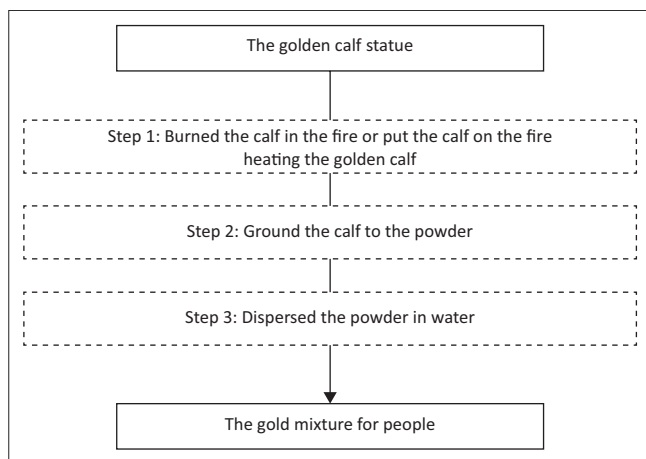 The golden calf statue
Step 1: Burned the calf in the fire or put the calf on the fire
heating the golden calf
Step 2: Ground the calf to the powder
Step 3: Dispersed the powder in water
The gold mixture for people